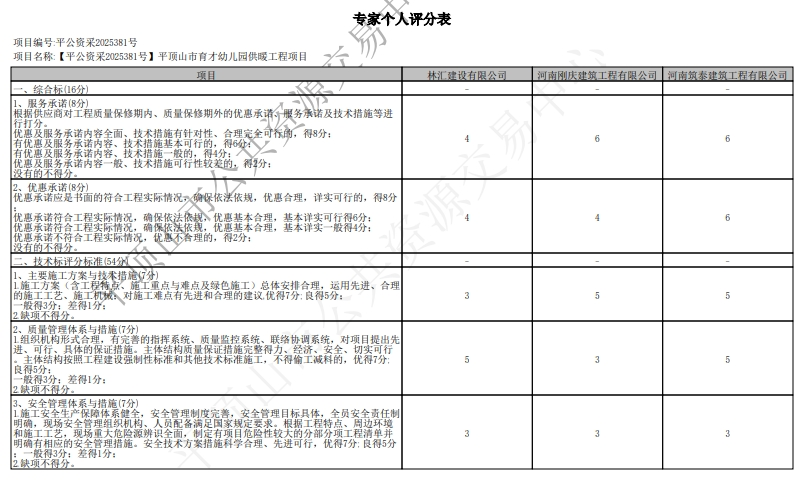 专家个人评分表
项目编号:平公资采2025381号
项目名称:【平公资采2025381号】平顶山市育才幼儿园供暖工程项目
项目 林汇建设有限公司 河南刚庆建筑工程有限公司 河南筑泰建筑工程有限公司
一、综合标(16分) - - -
1、服务承诺(8分)
根据供应商对工程质量保修期内、质量保修期外的优惠承诺、服务承诺及技术措施等进
行打分。
优惠及服务承诺内容全面、技术措施有针对性、合理完全可行的,得8分;
有优惠及服务承诺内容、技术措施基本可行的,得6分;
有优惠及服务承诺内容、技术措施一般的,得4分;
优惠及服务承诺内容一般、技术措施可行性较差的,得2分;
没有的不得分。
4 6 6
2、优惠承诺(8分)
优惠承诺应是书面的符合工程实际情况,确保依法依规,优惠合理,详实可行的,得8分
;
优惠承诺符合工程实际情况,确保依法依规,优惠基本合理,基本详实可行得6分;
优惠承诺符合工程实际情况,确保依法依规,优惠基本合理,基本详实一般得4分;
优惠承诺不符合工程实际情况,优惠不合理的,得2分;
没有的不得分。
4 4 6
二、技术标评分标准(54分) - - -
1、主要施工方案与技术措施(7分)
1.施工方案(含工程特点、施工重点与难点及绿色施工)总体安排合理,运用先进、合理
的施工工艺、施工机械,对施工难点有先进和合理的建议,优得7分:良得5分;
一般得3分;差得1分;
2.缺项不得分。
3 5 5
2、质量管理体系与措施(7分)
1.组织机构形式合理,有完善的指挥系统、质量监控系统、联络协调系统,对项目提出先
进、可行、具体的保证措施。主体结构质量保证措施完整得力、经济、安全、切实可行
。主体结构按照工程建设强制性标准和其他技术标准施工,不得偷工减料的,优得7分:
良得5分;
一般得3分;差得1分;
2.缺项不得分。
5 3 5
3、安全管理体系与措施(7分)
1.施工安全生产保障体系健全,安全管理制度完善,安全管理目标具体,全员安全责任制
明确,现场安全管理组织机构、人员配备满足国家规定要求。根据工程特点、周边环境
和施工工艺,现场重大危险源辨识全面,制定有项目危险性较大的分部分项工程清单并
明确有相应的安全管理措施。安全技术方案措施科学合理、先进可行,优得7分:良得5分
;一般得3分;差得1分;
2.缺项不得分。
3 3 3
平顶山市公共资源交易中心
平顶山市公共资源交易中心